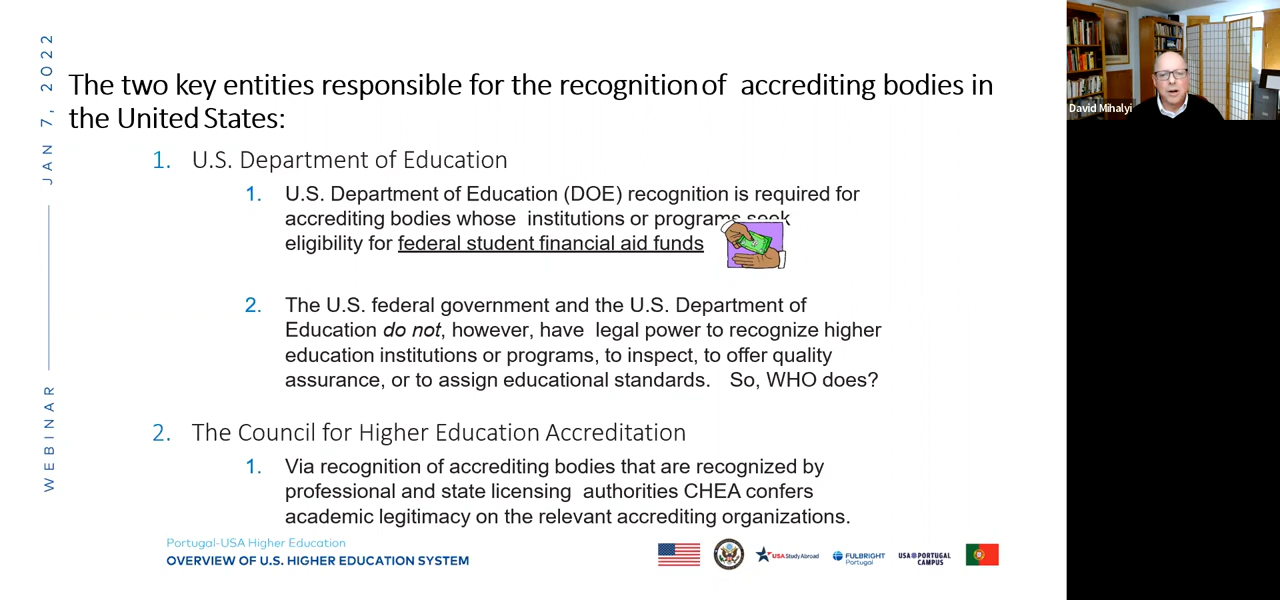 WEBINAR
JAN 7, 2022
The two key entities responsible for the recognition of accrediting bodies in
the United States:
1. U.S. Department of Education
1. U.S. Department of Education (DOE) recognition is required for
accrediting bodies whose institutions or programs seek
eligibility for federal student financial aid funds
2. The U.S. federal government and the U.S. Department of
Education do not, however, have legal power to recognize higher
education institutions or programs, to inspect, to offer quality
assurance, or to assign educational standards. So, WHO does?
2. The Council for Higher Education Accreditation
1. Via recognition of accrediting bodies that are recognized by
professional and state licensing authorities CHEA confers
academic legitimacy on the relevant accrediting organizations.
Portugal-USA Higher Education
OVERVIEW OF U.S. HIGHER EDUCATION SYSTEM
USA Study Abroad
FULBRIGHT
Portugal
USA@PORTUGAL
CAMPUS
David Mihalyi